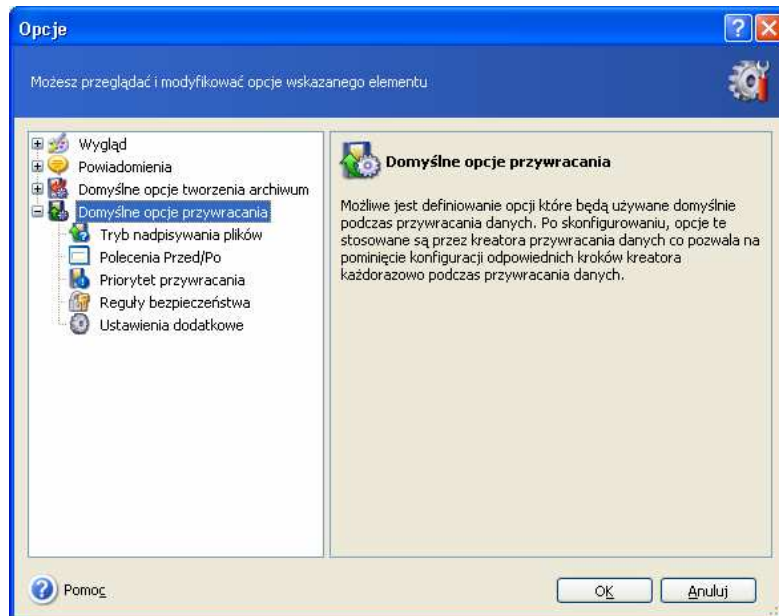 Opcje
Możesz przeglądać i modyfikować opcje wskazanego elementu
Wygląd
Powiadomienia
Domyślne opcje tworzenia archiwum
Domyślne opcje przywracania
Tryb nadpisywania plików
Polecenia Przed/Po
Priorytet przywracania
Reguły bezpieczeństwa
Ustawienia dodatkowe
Domyślne opcje przywracania
Możliwe jest definiowanie opcji które będą używane domyślnie
podczas przywracania danych. Po skonfigurowaniu, opcje te
stosowane są przez kreatora przywracania danych co pozwala na
pominięcie konfiguracji odpowiednich kroków kreatora
każdorazowo podczas przywracania danych.
Pomoc
OK
Anuluj